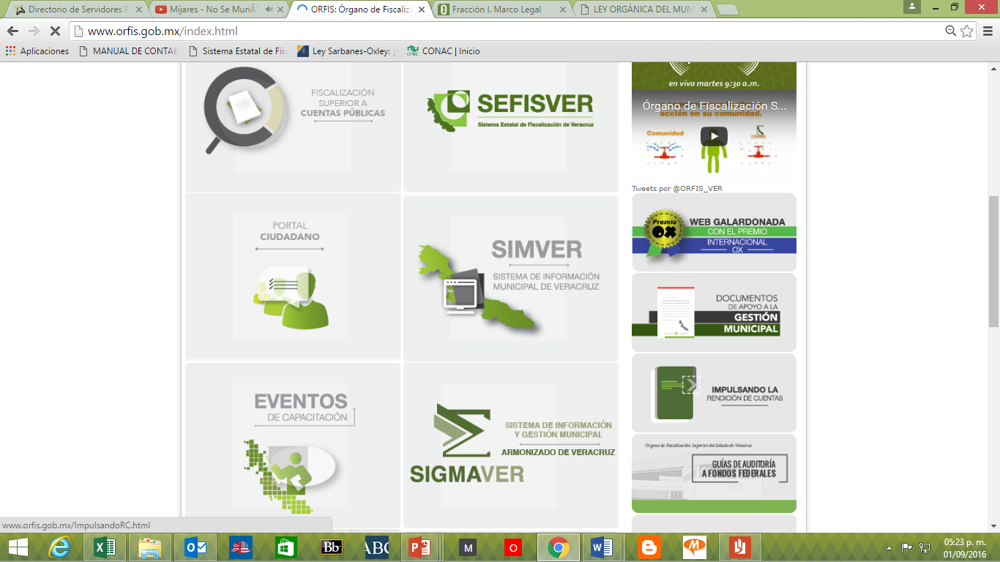 Directorio de Servidores P
Mijares - No Se MuriÃ³
ORFIS: Órgano de Fiscaliza
Fracción I. Marco Legal
LEY ORGÁNICA DEL MUN
www.orfis.gob.mx/index.html
Aplicaciones
MANUAL DE CONTAB
Sistema Estatal de Fis
Ley Sarbanes-Oxley: ¿
CONAC | Inicio
FISCALIZACIÓN
SUPERIOR A
CUENTAS PÚBLICAS
SEFISVER
Sistema Estatal de Fiscalización de Veracruz
PORTAL
CIUDADANO
SIMVER
SISTEMA DE INFORMACIÓN
MUNICIPAL DE VERACRUZ
EVENTOS
DE CAPACITACIÓN
SISTEMA DE INFORMACIÓN
Y GESTIÓN MUNICIPAL
ARMONIZADO DE VERACRUZ
SIGMAVER
en vivo martes 9:30 a.m.
Órgano de Fiscalización S...
acción en su comunidad.
Comunidad
Tweets por @ORFIS_VER
Premio
OX
WEB GALARDONADA
CON EL PREMIO
INTERNACIONAL
OX
DOCUMENTOS
DE APOYO A LA
GESTIÓN
MUNICIPAL
IMPULSANDO LA
RENDICIÓN DE CUENTAS
Órgano de Fiscalización Superior del Estado de Veracruz
GUÍAS DE AUDITORÍA
A FONDOS FEDERALES
www.orfis.gob.mx/ImpulsandoRC.html
Bb
ABC
M
O
05:23 p. m.
01/09/2016